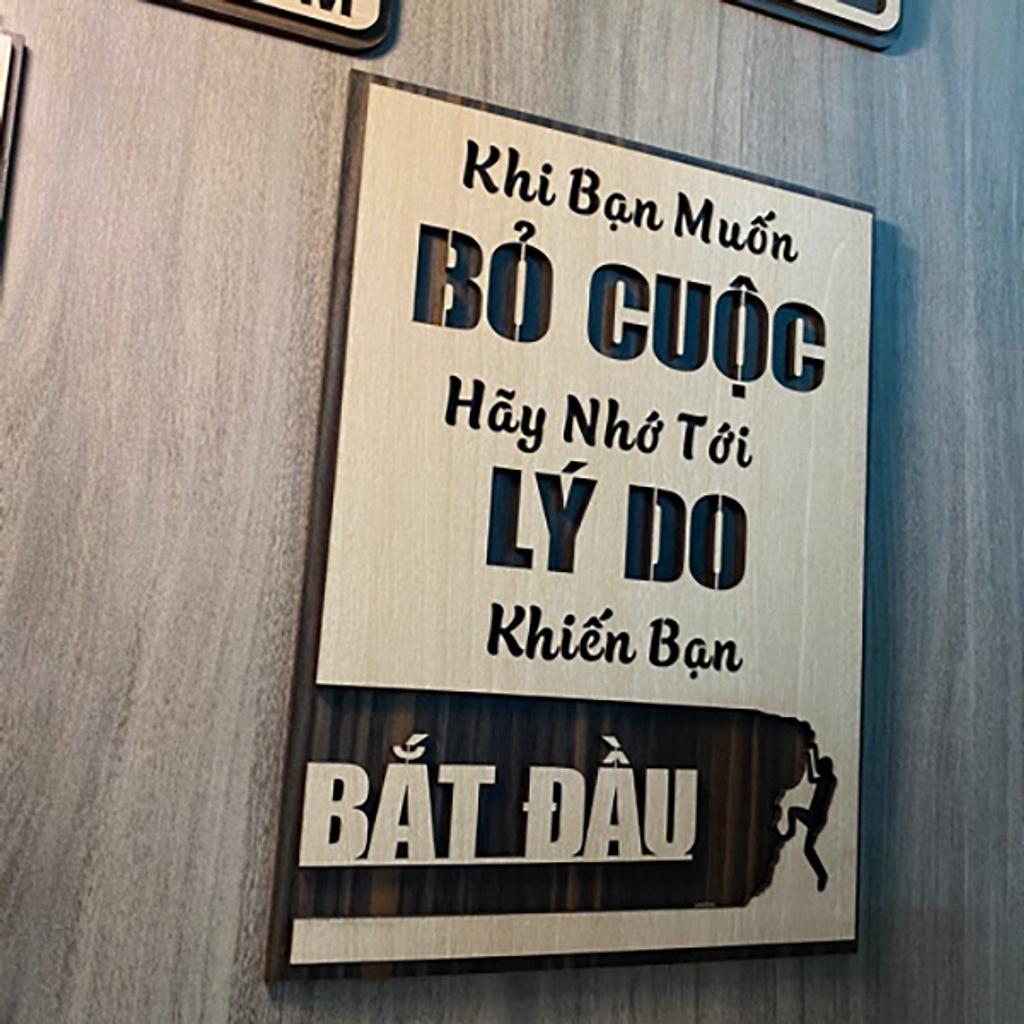 M
Khi Bạn Muốn
BỎ CUỘC
Hãy Nhớ Tới
LÝ DO
Khiến Bạn
BẮT ĐẦU